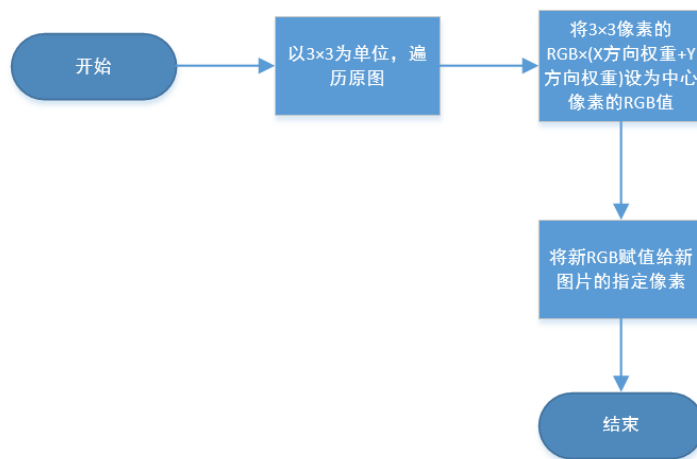 开始
以3×3为单位，遍
历原图
将3×3像素的
RGB×(X方向权重+Y
方向权重)设为中心
像素的RGB值
将新RGB赋值给新
图片的指定像素
结束